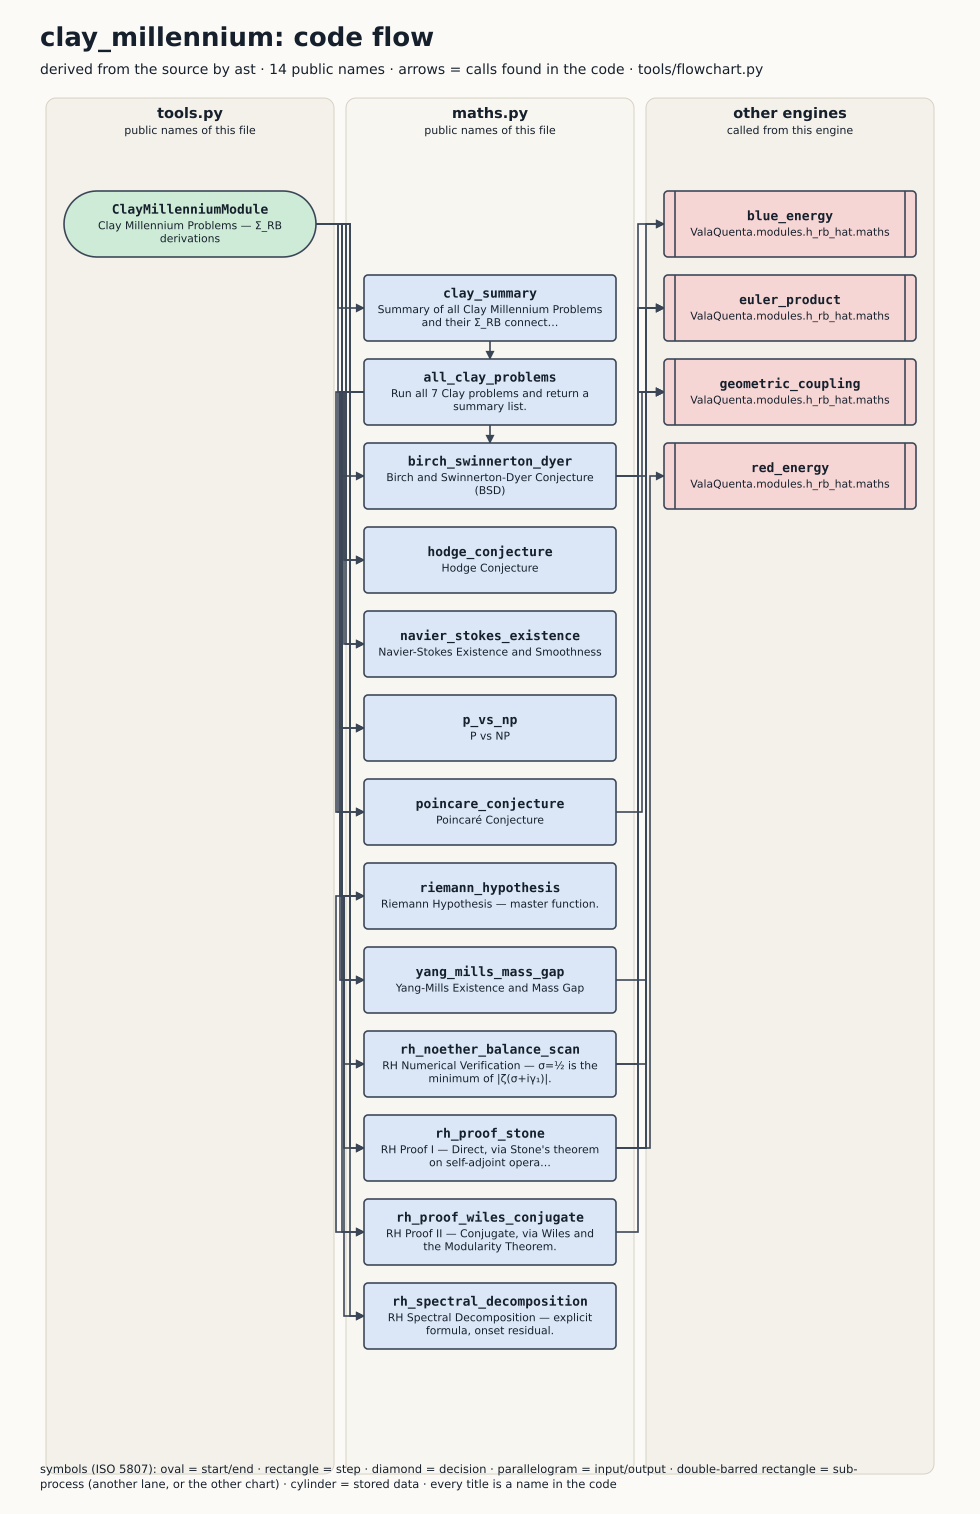 clay_millennium: code flow
derived from the source by ast · 14 public names · arrows = calls found in the code · tools/flowchart.py
tools.py
public names of this file
maths.py
public names of this file
other engines
called from this engine
ClayMillenniumModule
Clay Millennium Problems — Σ_RB
derivations
clay_summary
Summary of all Clay Millennium Problems
and their Σ_RB connect…
all_clay_problems
Run all 7 Clay problems and return a
summary list.
birch_swinnerton_dyer
Birch and Swinnerton-Dyer Conjecture
(BSD)
hodge_conjecture
Hodge Conjecture
navier_stokes_existence
Navier-Stokes Existence and Smoothness
p_vs_np
P vs NP
poincare_conjecture
Poincaré Conjecture
riemann_hypothesis
Riemann Hypothesis — master function.
yang_mills_mass_gap
Yang-Mills Existence and Mass Gap
rh_noether_balance_scan
RH Numerical Verification — σ=½ is the
minimum of |ζ(σ+iγ₁)|.
rh_proof_stone
RH Proof I — Direct, via Stone's theorem
on self-adjoint opera…
rh_proof_wiles_conjugate
RH Proof II — Conjugate, via Wiles and
the Modularity Theorem.
rh_spectral_decomposition
RH Spectral Decomposition — explicit
formula, onset residual.
blue_energy
ValaQuenta.modules.h_rb_hat.maths
euler_product
ValaQuenta.modules.h_rb_hat.maths
geometric_coupling
ValaQuenta.modules.h_rb_hat.maths
red_energy
ValaQuenta.modules.h_rb_hat.maths
symbols (ISO 5807): oval = start/end · rectangle = step · diamond = decision · parallelogram = input/output · double-barred rectangle = sub-
process (another lane, or the other chart) · cylinder = stored data · every title is a name in the code